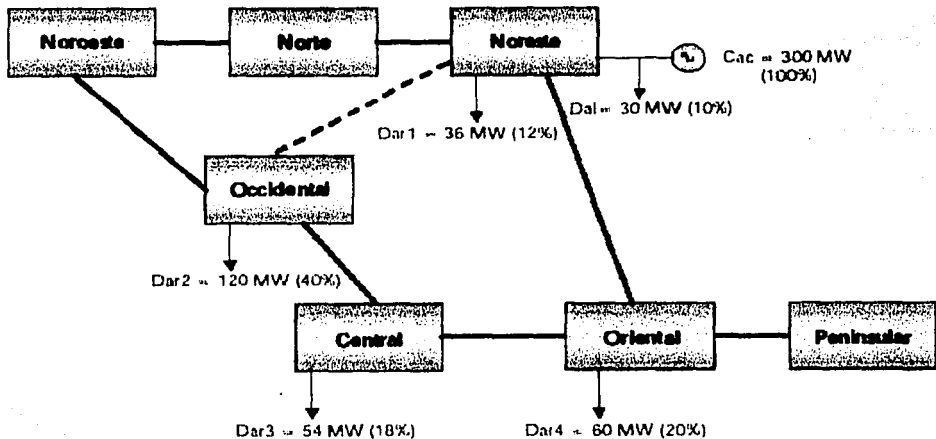 Noroeste
Norte
Noreste
Cac = 300 MW
(100%)
Dal = 30 MW (10%)
Dar1 = 36 MW (12%)
Occidental
Dar2 = 120 MW (40%)
Central
Oriental
Peninsular
Dar3 = 54 MW (18%)
Dar4 = 60 MW (20%)